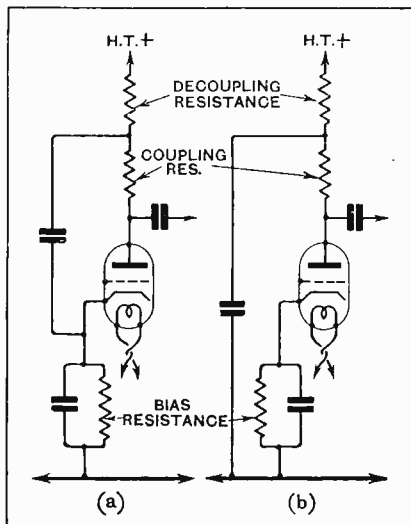 H.T.+ H.T.+
DECOUPLING
RESISTANCE
COUPLING
RES.
BIAS
RESISTANCE
(a) (b)